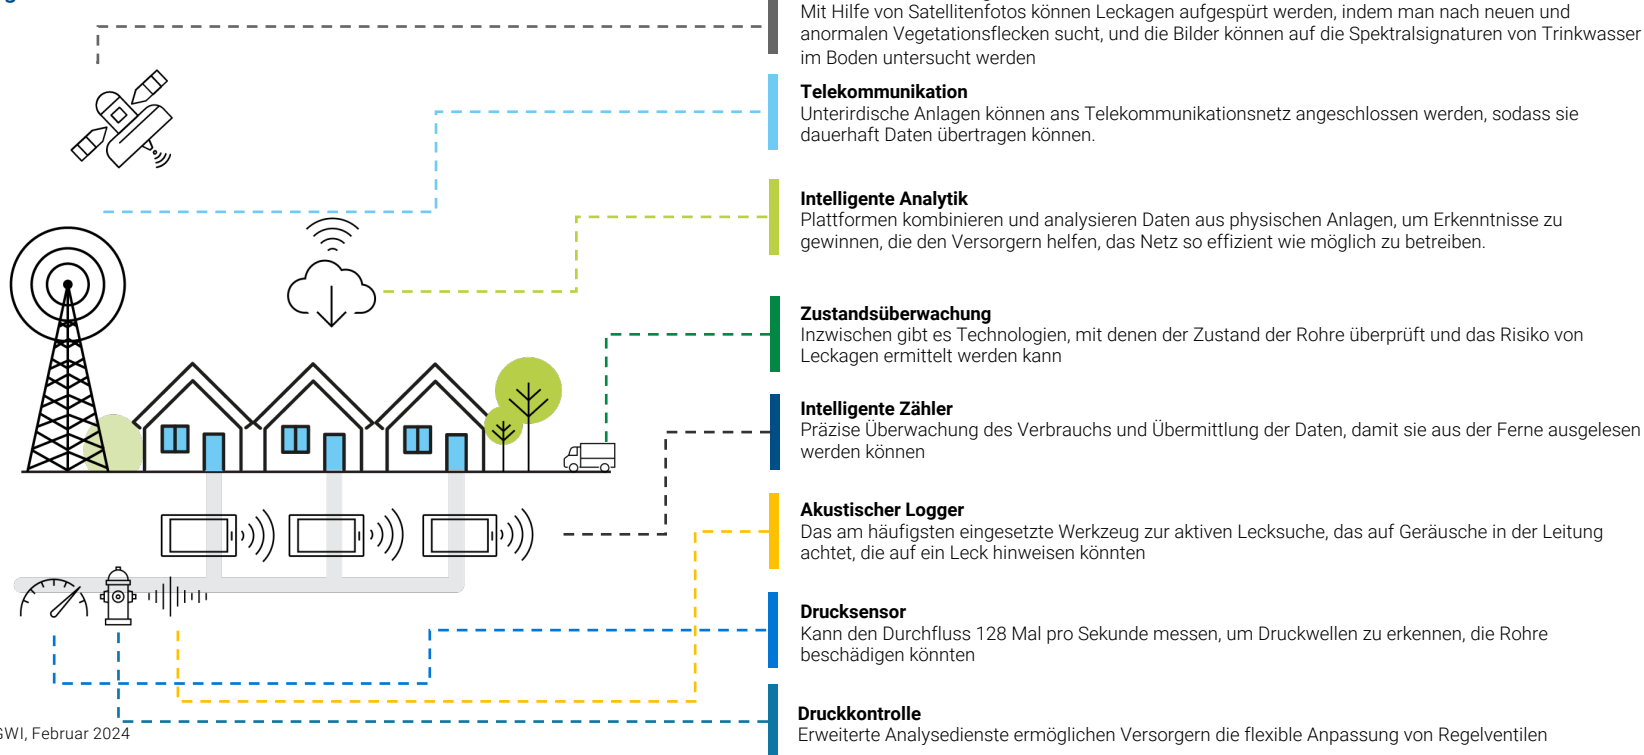 Mit Hilfe von Satellitenfotos können Leckagen aufgespürt werden, indem man nach neuen und
anormalen Vegetationsflecken sucht, und die Bilder können auf die Spektralsignaturen von Trinkwasser
im Boden untersucht werden
Telekommunikation
Unterirdische Anlagen können ans Telekommunikationsnetz angeschlossen werden, sodass sie
dauerhaft Daten übertragen können.
Intelligente Analytik
Plattformen kombinieren und analysieren Daten aus physischen Anlagen, um Erkenntnisse zu
gewinnen, die den Versorgern helfen, das Netz so effizient wie möglich zu betreiben.
Zustandsüberwachung
Inzwischen gibt es Technologien, mit denen der Zustand der Rohre überprüft und das Risiko von
Leckagen ermittelt werden kann
Intelligente Zähler
Präzise Überwachung des Verbrauchs und Übermittlung der Daten, damit sie aus der Ferne ausgelesen
werden können
Akustischer Logger
Das am häufigsten eingesetzte Werkzeug zur aktiven Lecksuche, das auf Geräusche in der Leitung
achtet, die auf ein Leck hinweisen könnten
Drucksensor
Kann den Durchfluss 128 Mal pro Sekunde messen, um Druckwellen zu erkennen, die Rohre
beschädigen könnten
Druckkontrolle
Erweiterte Analysedienste ermöglichen Versorgern die flexible Anpassung von Regelventilen
GWI, Februar 2024